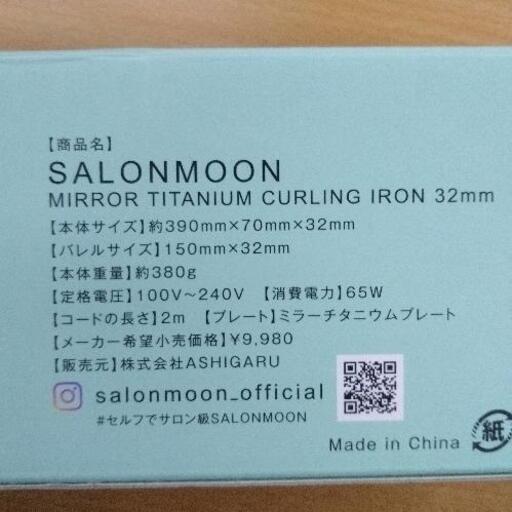 【商品名】
SALONMOON
MIRROR TITANIUM CURLING IRON 32mm
【本体サイズ】約390mm×70mm×32mm
【バレルサイズ】150mm×32mm
【本体重量】約380g
【定格電圧】100V～240V 【消費電力】65W
【コードの長さ】2m 【プレート】ミラーチタニウムプレート
【メーカー希望小売価格】¥9,980
【販売元】株式会社ASHIGARU
salonmoon_official
#セルフでサロン級SALONMOON
Made in China
紙